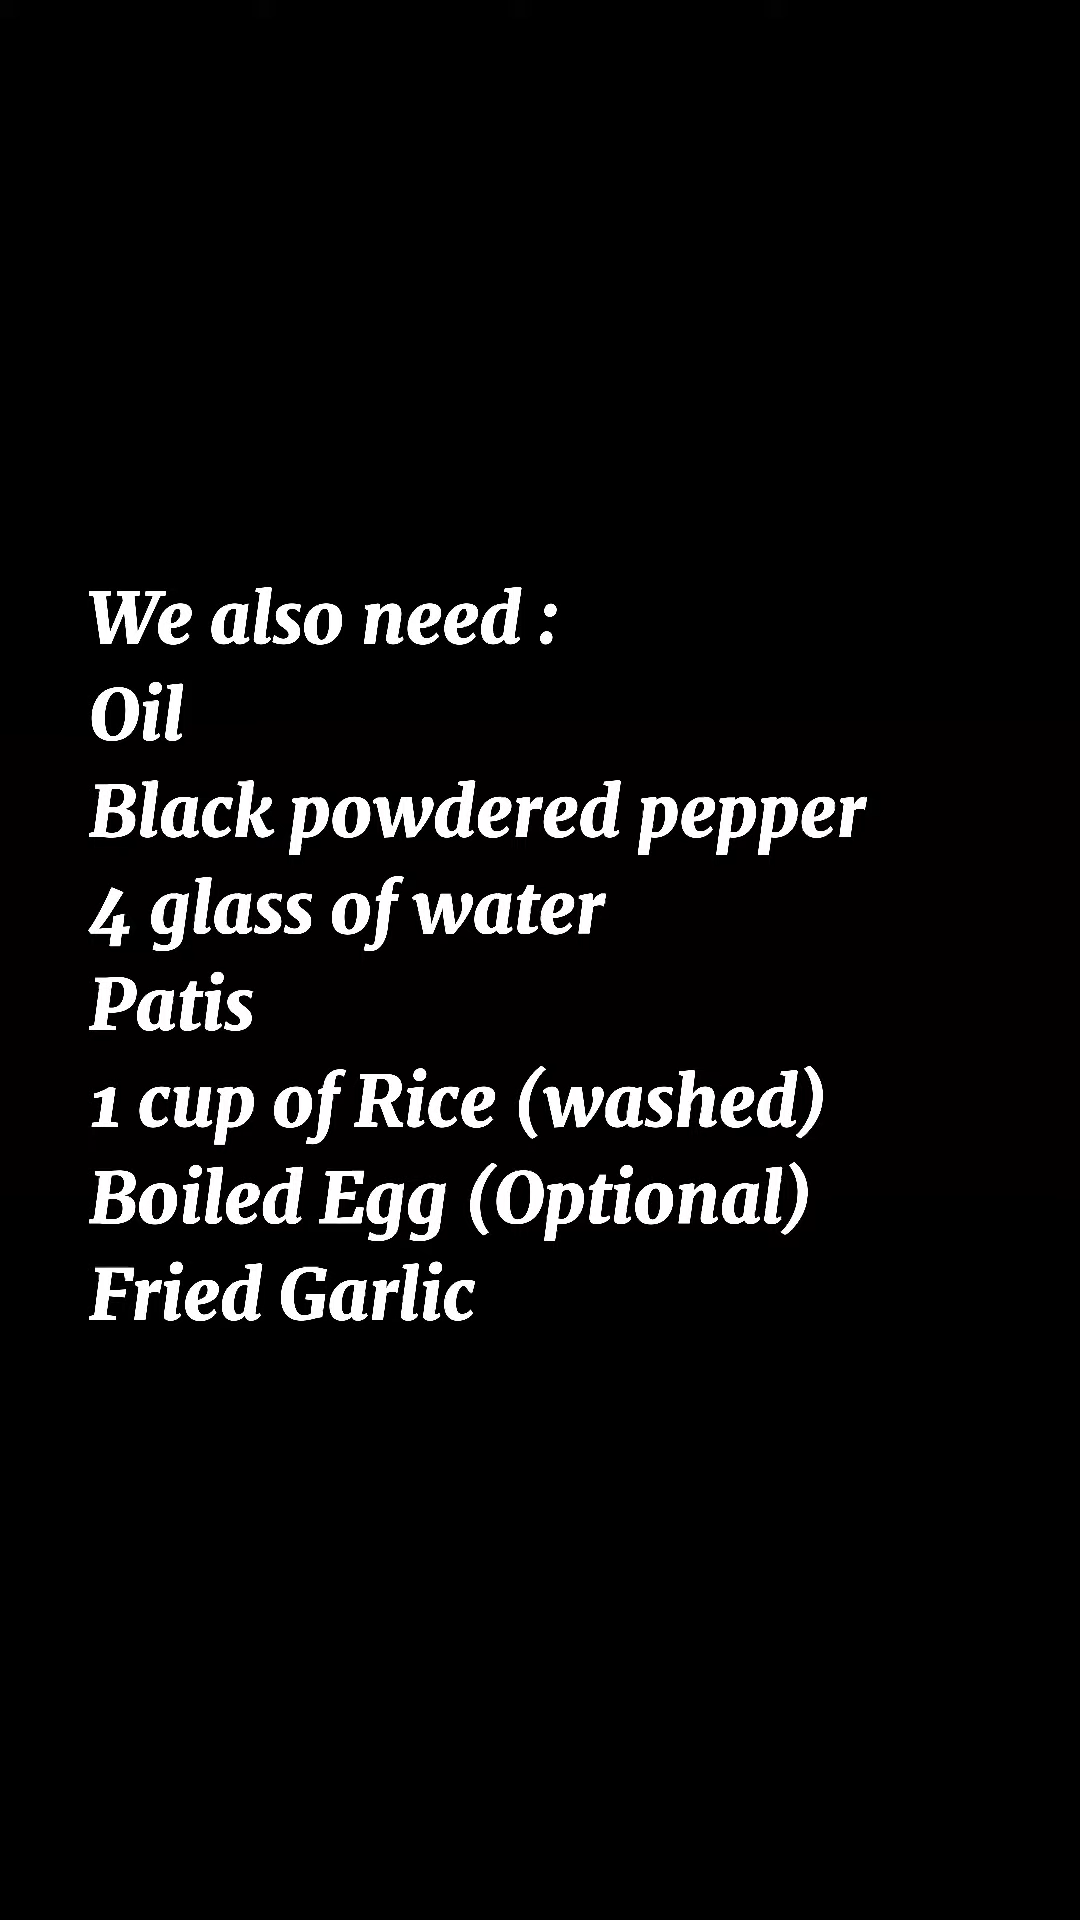 We also need :
Oil
Black powdered pepper
4 glass of water
Patis
1 cup of Rice (washed)
Boiled Egg (Optional)
Fried Garlic